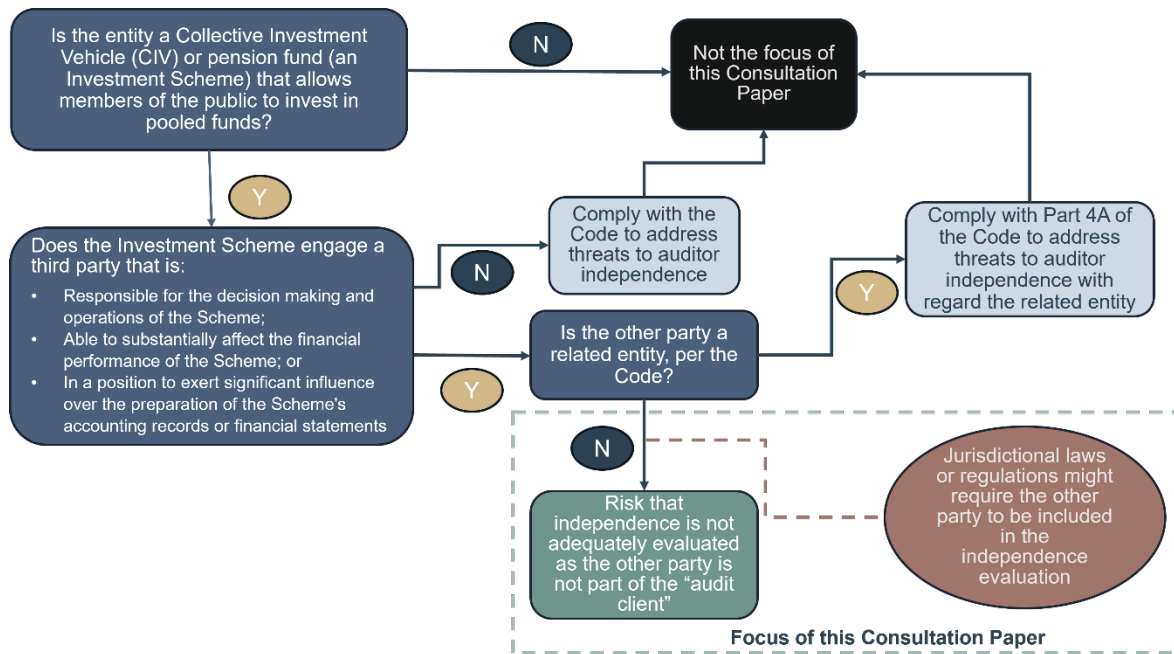 Is the entity a Collective Investment
Vehicle (CIV) or pension fund (an
Investment Scheme) that allows
members of the public to invest in
pooled funds?
N
Not the focus of
this Consultation
Paper
Y
Does the Investment Scheme engage a
third party that is:
• Responsible for the decision making and
operations of the Scheme;
• Able to substantially affect the financial
performance of the Scheme; or
• In a position to exert significant influence
over the preparation of the Scheme's
accounting records or financial statements
N
Comply with the
Code to address
threats to auditor
independence
Y
Is the other party a
related entity, per the
Code?
Y
Comply with Part 4A of
the Code to address
threats to auditor
independence with
regard the related entity
N
Risk that
independence is not
adequately evaluated
as the other party is
not part of the “audit
client”
Jurisdictional laws
or regulations might
require the other
party to be included
in the
independence
evaluation
Focus of this Consultation Paper